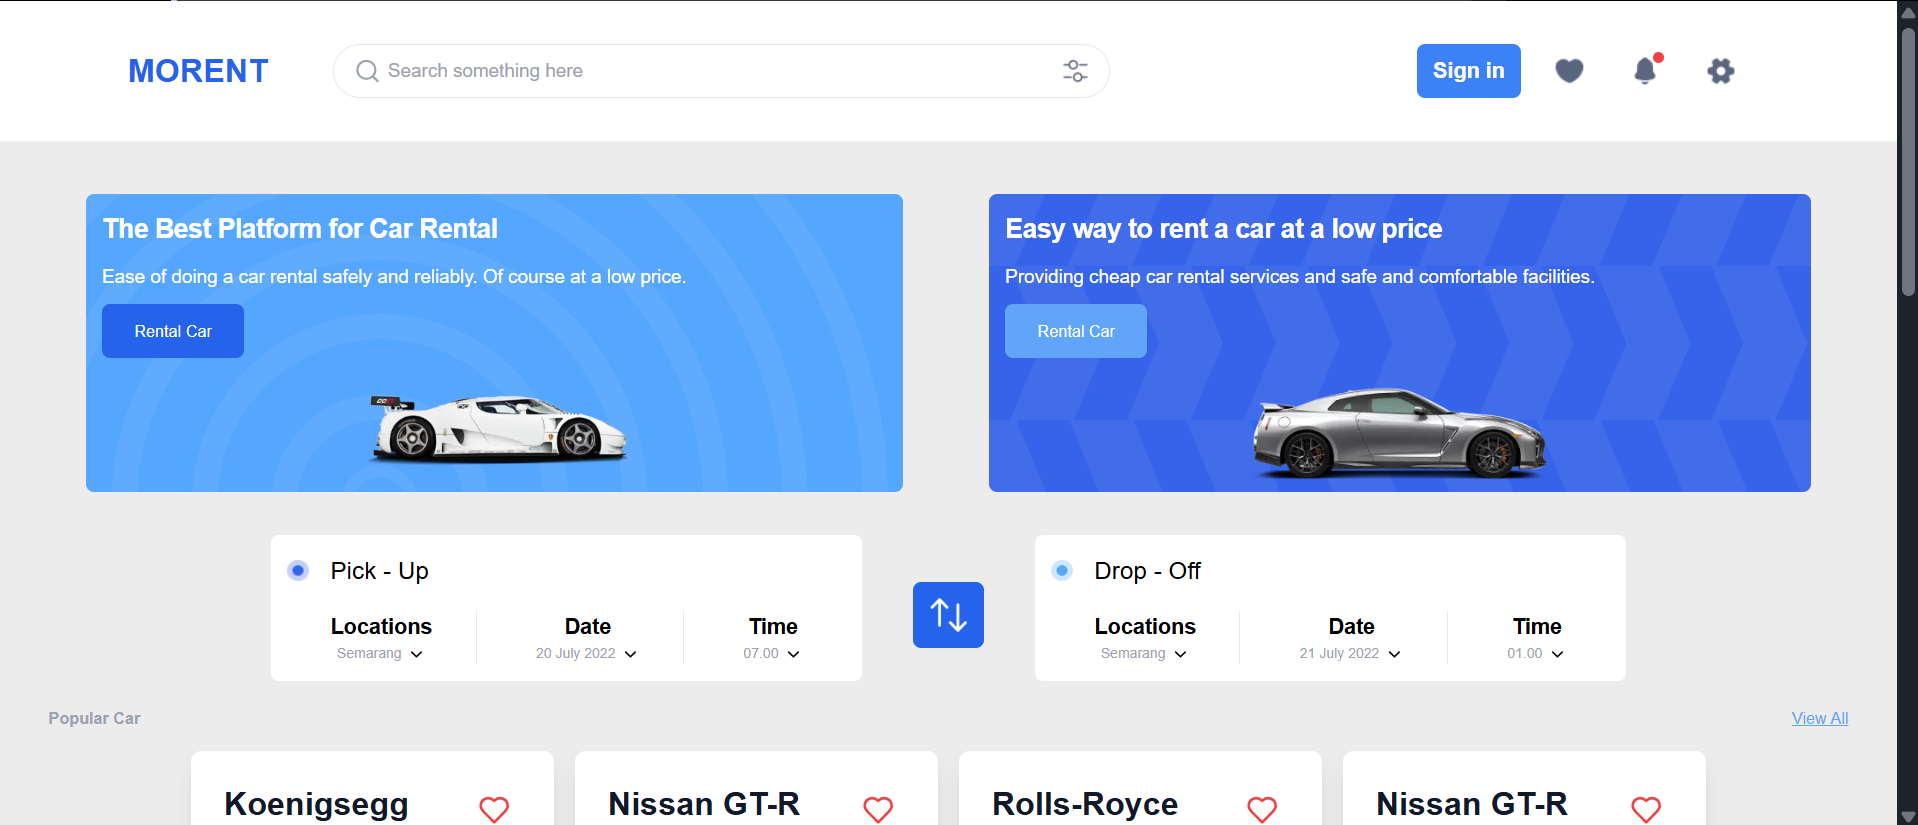 MORENT
Search something here
Sign in
The Best Platform for Car Rental
Ease of doing a car rental safely and reliably. Of course at a low price.
Rental Car
Easy way to rent a car at a low price
Providing cheap car rental services and safe and comfortable facilities.
Rental Car
Pick - Up
Locations Date Time
Semarang 20 July 2022 07.00
Drop - Off
Locations Date Time
Semarang 21 July 2022 01.00
Popular Car View All
Koenigsegg Nissan GT-R Rolls-Royce Nissan GT-R